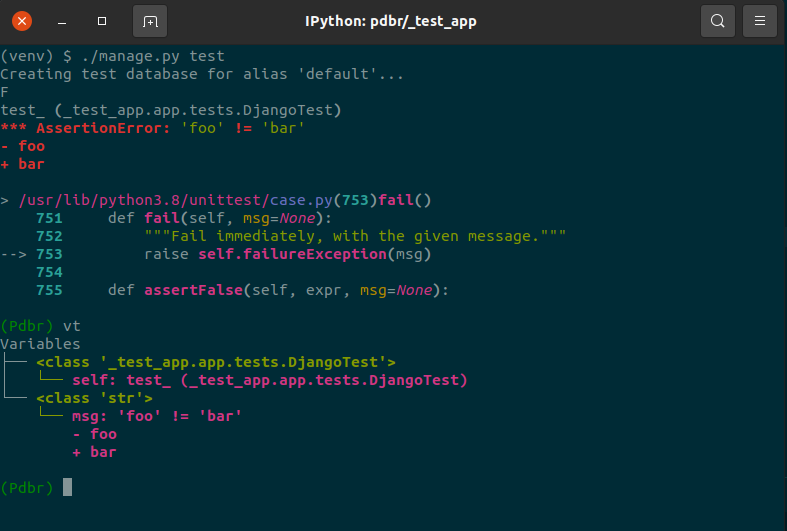 IPython: pdbr/_test_app
(venv) $ ./manage.py test
Creating test database for alias 'default'...
F
test_ (_test_app.app.tests.DjangoTest)
*** AssertionError: 'foo' != 'bar'
- foo
+ bar
> /usr/lib/python3.8/unittest/case.py(753)fail()
751     def fail(self, msg=None):
752         """Fail immediately, with the given message."""
--> 753         raise self.failureException(msg)
754
755     def assertFalse(self, expr, msg=None):
(Pdbr) vt
Variables
├── <class '_test_app.app.tests.DjangoTest'>
│   └── self: test_ (_test_app.app.tests.DjangoTest)
└── <class 'str'>
    └── msg: 'foo' != 'bar'
        - foo
        + bar
(Pdbr)